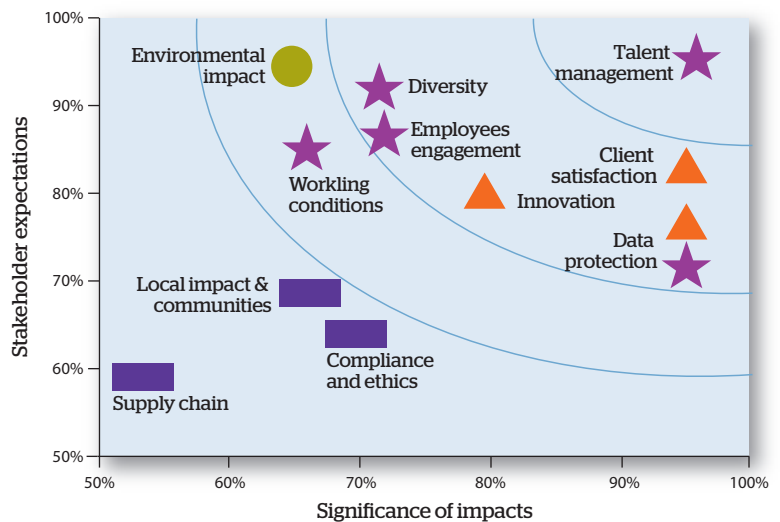 100%
90%
80%
70%
60%
50%
Stakeholder expectations
Environmental
impact
Talent
management
Diversity
Employees
engagement
Workling
conditions
Client
satisfaction
Innovation
Data
protection
Local impact &
communities
Compliance
and ethics
Supply chain
50%
60%
70%
80%
90%
100%
Significance of impacts